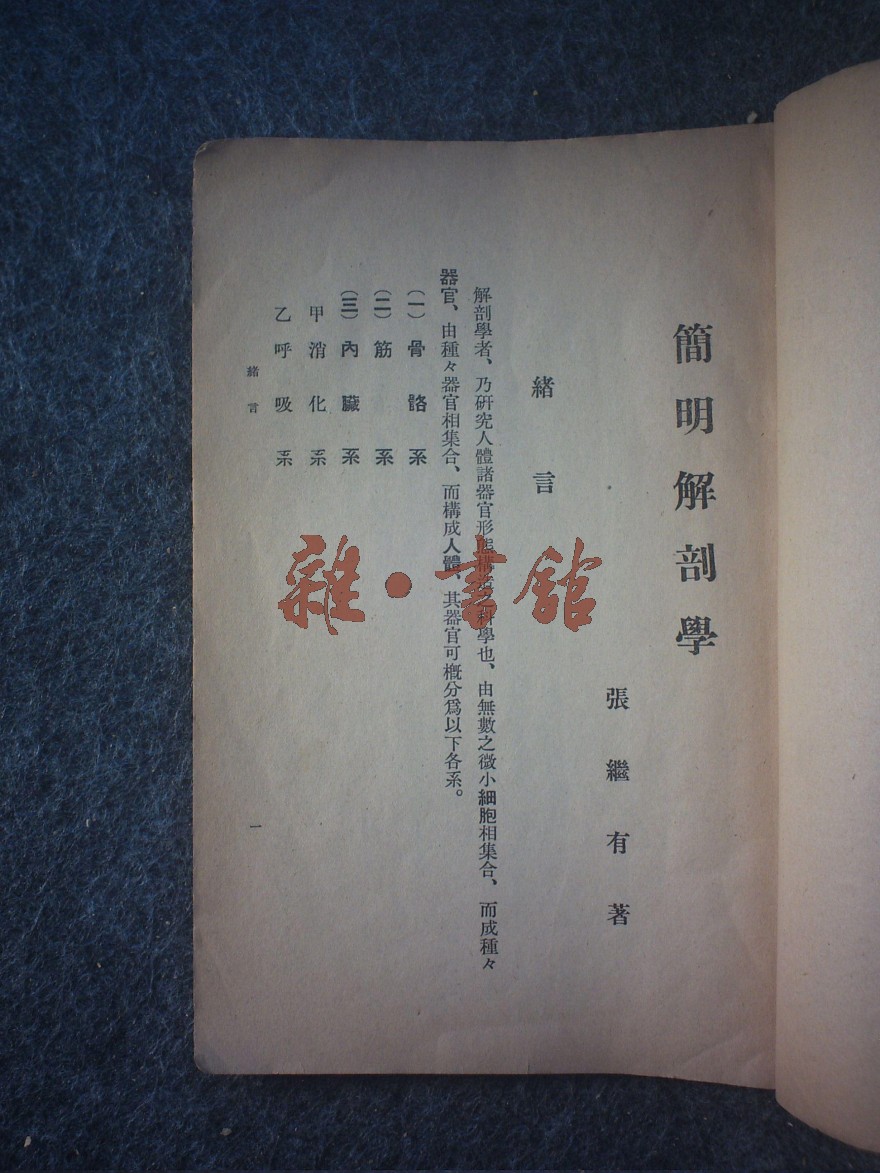 簡明解剖學
張繼有著
緒言
解剖學者、乃研究人體諸器官形態構造之科學也、由無數之微小細胞相集合、而成種々
器官、由種々器官相集合、而構成人體、其器官可概分爲以下各系。
(一)骨骼系
(二)筋系
(三)內臟系
甲消化系
乙呼吸系
緒言
一
雜·書館